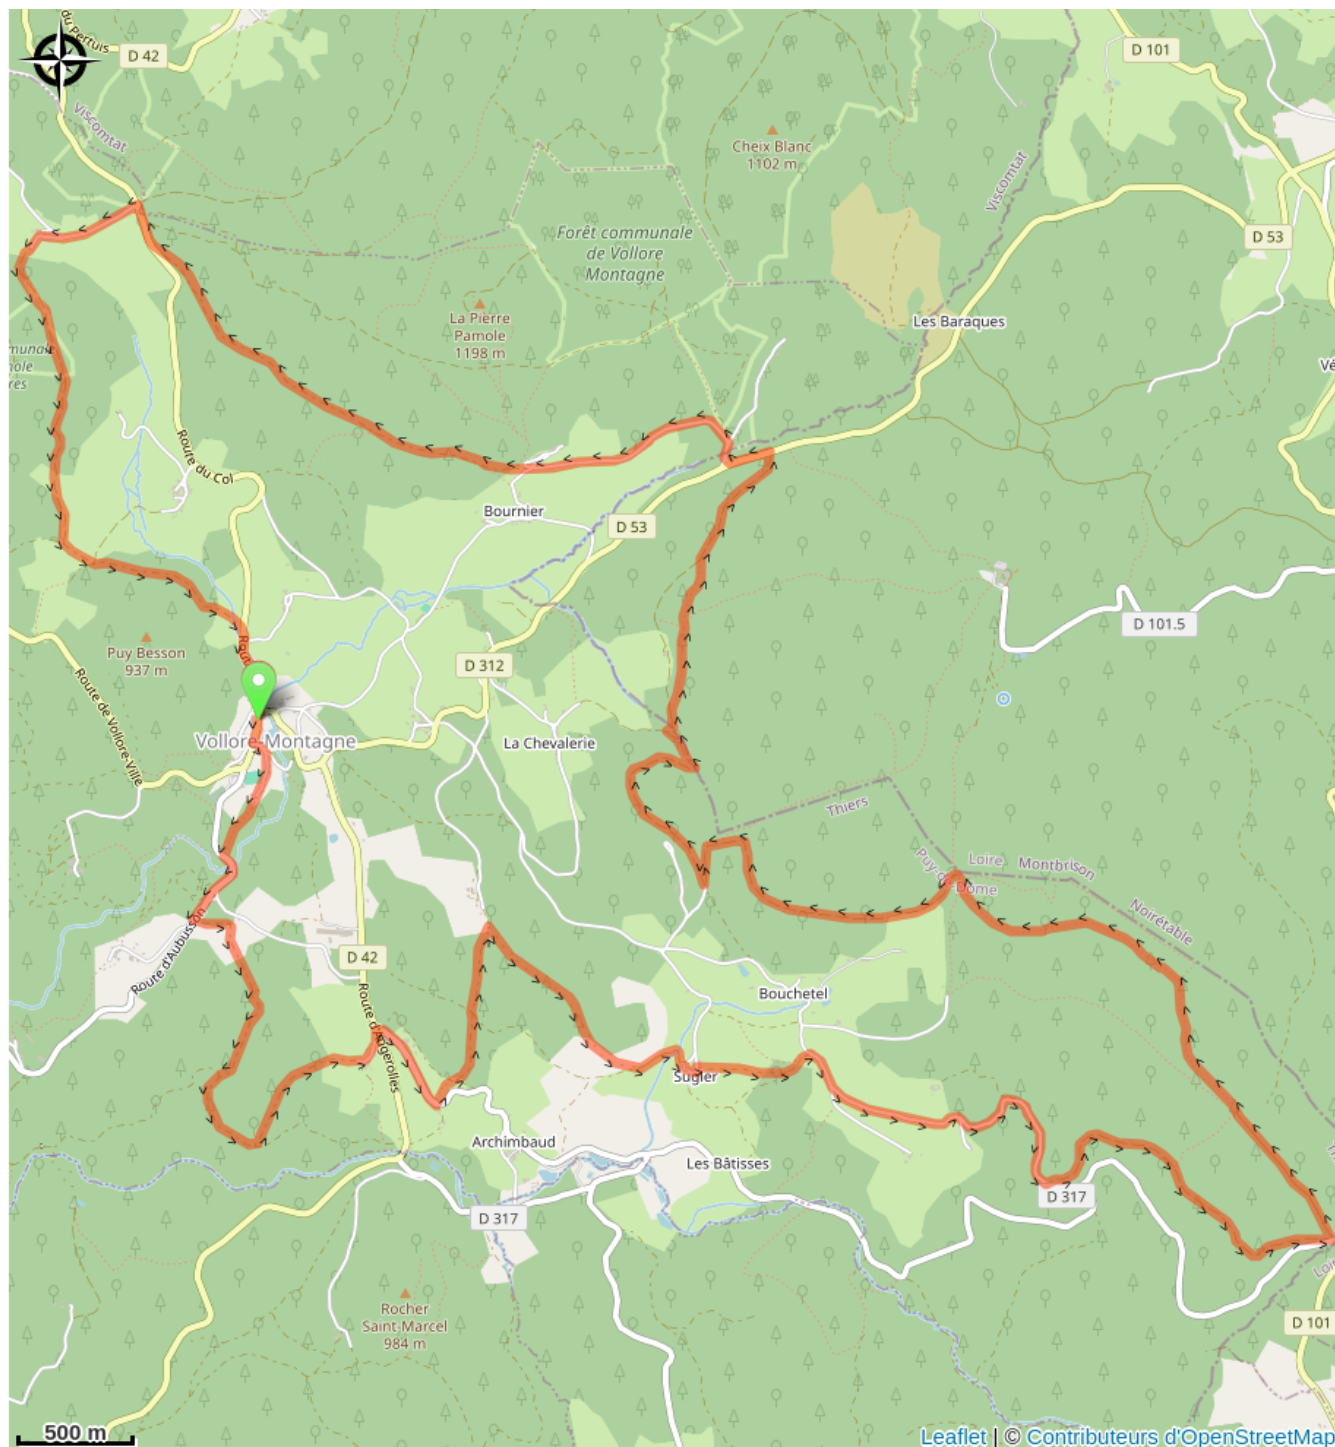 du Pertuis
D 42
D 101
Viscomtat
Cheix Blanc
1102 m
Viscomtat
Forêt communale
de Vollore
Montagne
D 53
La Pierre
Pamole
1198 m
Les Baraques
Route du Col
Bournier
D 53
D 101.5
Puy Besson
937 m
D 312
Route de Vollore-Ville
Vollore-Montagne
La Chevalerie
Thiers
Loire
Montbrison
Puy-de-Dôme
Noirétable
Route d'Aubusson
D 42
Bouchetel
Route d'Augerolles
Sugier
Archimbaud
Les Bâtisses
D 317
D 317
Rocher
Saint-Marcel
984 m
D 101
500 m
Leaflet | © Contributeurs d'OpenStreetMap